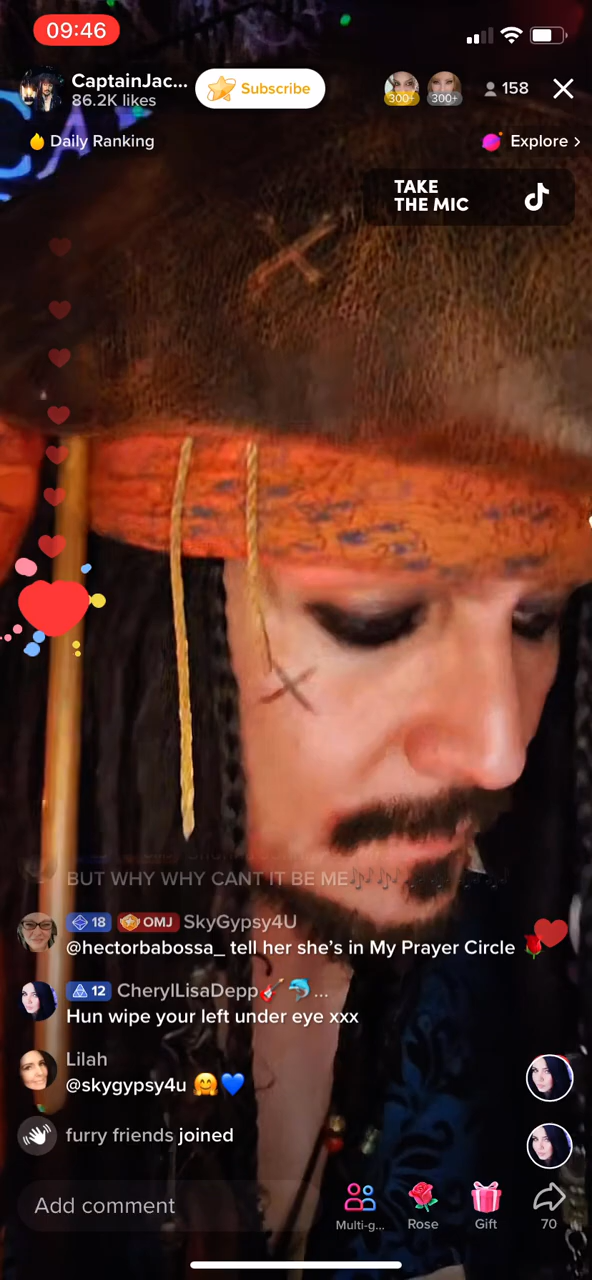 09:46
CaptainJac...
86.2K likes
Subscribe
300+
300+
158
Daily Ranking
Explore >
TAKE
THE MIC
BUT WHY WHY CANT IT BE ME🎶🎶
18 OMJ SkyGypsy4U
@hectorbabossa_ tell her she's in My Prayer Circle 🌹
12 CherylLisaDepp🎸🐬...
Hun wipe your left under eye xxx
Lilah
@skygypsy4u 🤗💙
furry friends joined
Add comment
Multi-g...
Rose
Gift
70